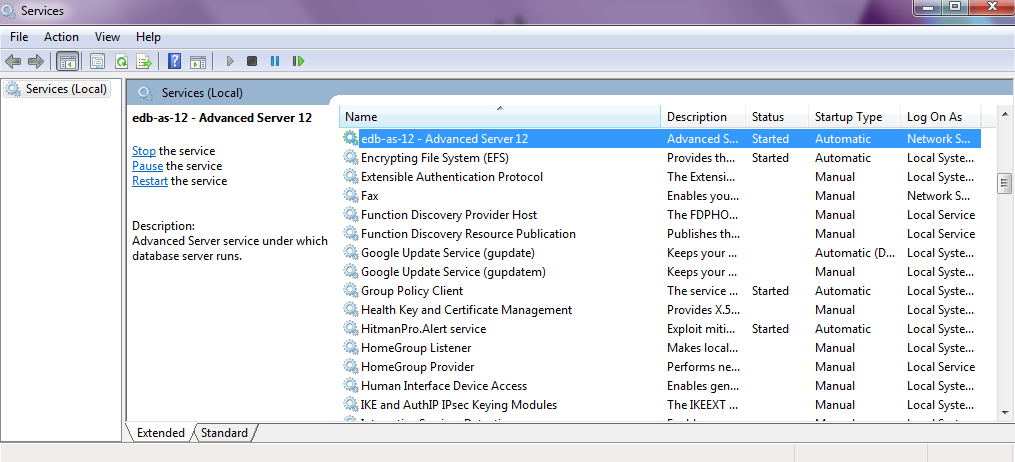 Services
File Action View Help
Services (Local)
Services (Local)
edb-as-12 - Advanced Server 12
Stop the service
Pause the service
Restart the service
Description:
Advanced Server service under which
database server runs.
Name Description Status Startup Type Log On As
edb-as-12 - Advanced Server 12 Advanced S... Started Automatic Network S...
Encrypting File System (EFS) Provides th... Started Automatic Local Syste...
Extensible Authentication Protocol The Extensi... Manual Local Syste...
Fax Enables you... Manual Network S...
Function Discovery Provider Host The FDPHO... Manual Local Service
Function Discovery Resource Publication Publishes th... Manual Local Service
Google Update Service (gupdate) Keeps your ... Automatic (D... Local Syste...
Google Update Service (gupdatem) Keeps your ... Manual Local Syste...
Group Policy Client The service ... Started Automatic Local Syste...
Health Key and Certificate Management Provides X.5... Manual Local Syste...
HitmanPro.Alert service Exploit miti... Started Automatic Local Syste...
HomeGroup Listener Makes local... Manual Local Syste...
HomeGroup Provider Performs ne... Manual Local Service
Human Interface Device Access Enables gen... Manual Local Syste...
IKE and AuthIP IPsec Keying Modules The IKEEXT ... Manual Local Syste...
Extended Standard